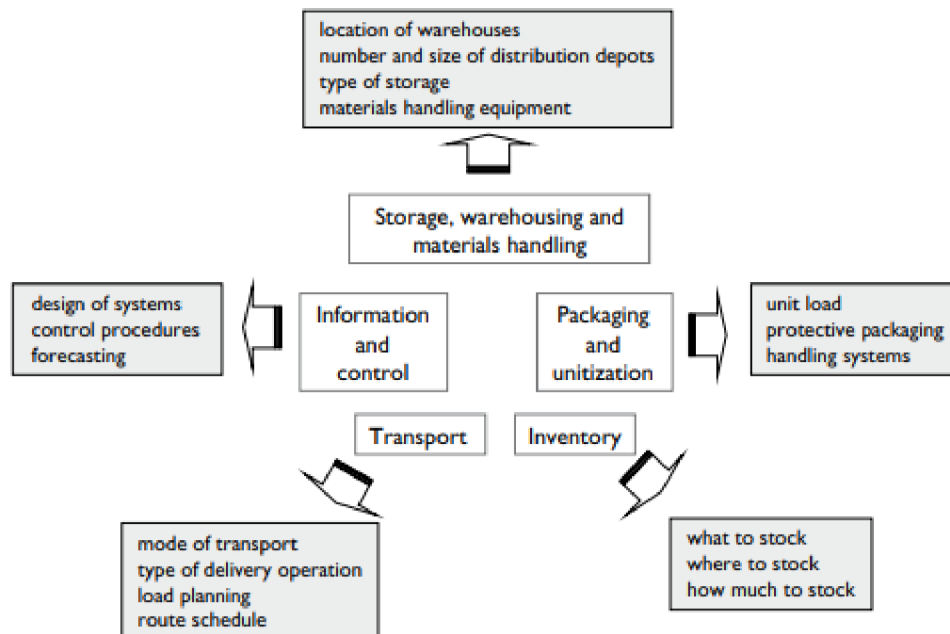 location of warehouses
number and size of distribution depots
type of storage
materials handling equipment
Storage, warehousing and
materials handling
design of systems
control procedures
forecasting
Information
and
control
Packaging
and
unitization
unit load
protective packaging
handling systems
Transport
Inventory
mode of transport
type of delivery operation
load planning
route schedule
what to stock
where to stock
how much to stock